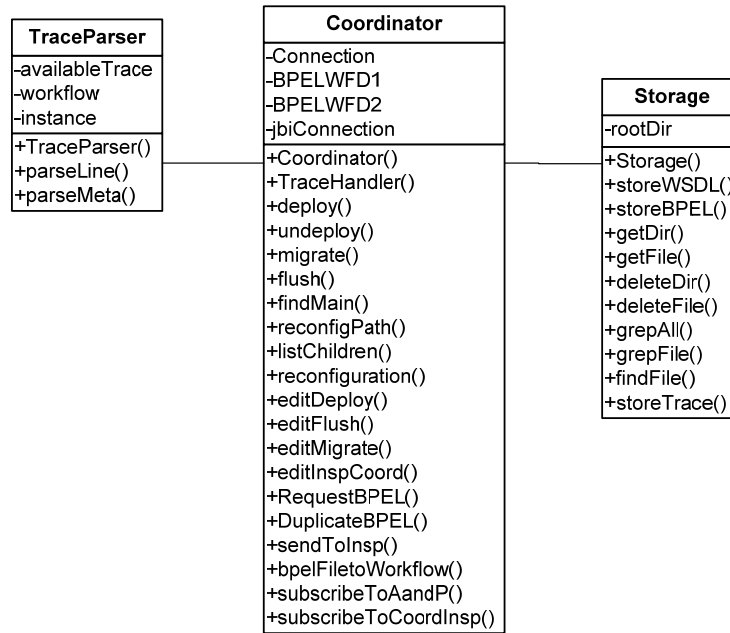 TraceParser
-availableTrace
-workflow
-instance
+TraceParser()
+parseLine()
+parseMeta()
Coordinator
-Connection
-BPELWFD1
-BPELWFD2
-jbiConnection
+Coordinator()
+TraceHandler()
+deploy()
+undeploy()
+migrate()
+flush()
+findMain()
+reconfigPath()
+listChildren()
+reconfiguration()
+editDeploy()
+editFlush()
+editMigrate()
+editInspCoord()
+RequestBPEL()
+DuplicateBPEL()
+sendToInsp()
+bpelFiletoWorkflow()
+subscribeToAandP()
+subscribeToCoordInsp()
Storage
-rootDir
+Storage()
+storeWSDL()
+storeBPEL()
+getDir()
+getFile()
+deleteDir()
+deleteFile()
+grepAll()
+grepFile()
+findFile()
+storeTrace()